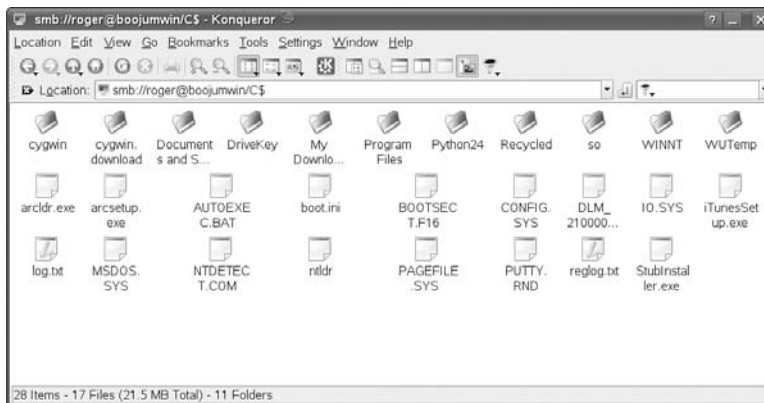 smb://roger@boojumwin/C$ - Konqueror
Location Edit View Go Bookmarks Tools Settings Window Help
Location: smb://roger@boojumwin/C$
cygwin cygwin. Document DriveKey My Program Python24 Recycled so WINNT WUTemp
download s and S... Downlo... Files
arcldr.exe arcsetup. AUTOEXE boot.ini BOOTSECT CONFIG. DLM_ IO.SYS iTunesSet
exe C.BAT T.F16 SYS 210000... up.exe
log.txt MSDOS. NTDETEC ntldr PAGEFILE PUTTY. reglog.txt StubInstal
SYS T.COM .SYS RND ler.exe
28 Items - 17 Files (21.5 MB Total) - 11 Folders